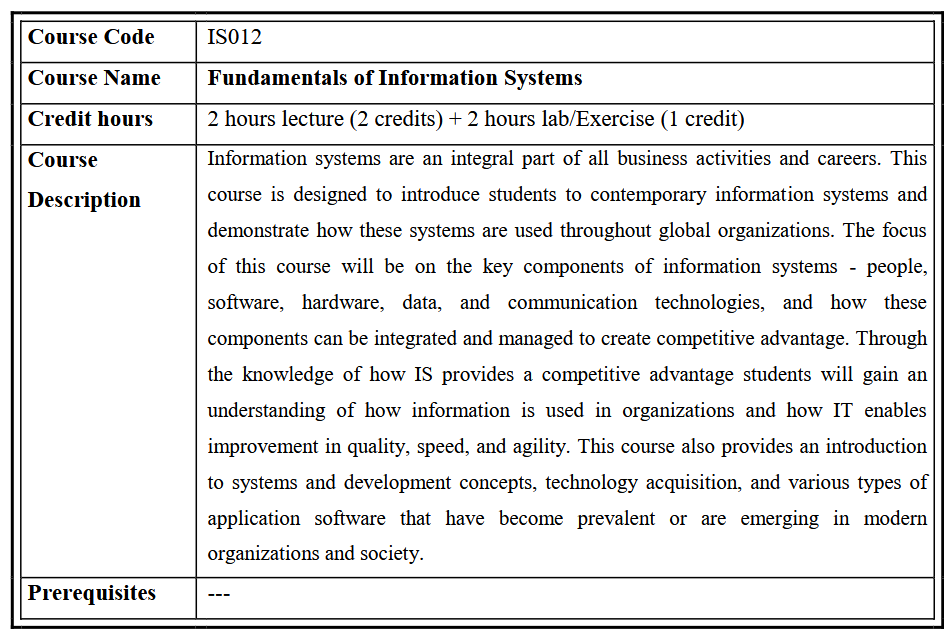 Course Code IS012
Course Name Fundamentals of Information Systems
Credit hours 2 hours lecture (2 credits) + 2 hours lab/Exercise (1 credit)
Course
Description
Information systems are an integral part of all business activities and careers. This
course is designed to introduce students to contemporary information systems and
demonstrate how these systems are used throughout global organizations. The focus
of this course will be on the key components of information systems - people,
software, hardware, data, and communication technologies, and how these
components can be integrated and managed to create competitive advantage. Through
the knowledge of how IS provides a competitive advantage students will gain an
understanding of how information is used in organizations and how IT enables
improvement in quality, speed, and agility. This course also provides an introduction
to systems and development concepts, technology acquisition, and various types of
application software that have become prevalent or are emerging in modern
organizations and society.
Prerequisites ---